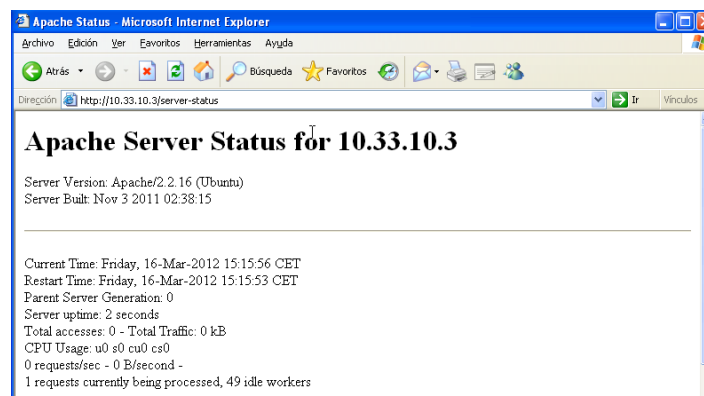 Apache Status - Microsoft Internet Explorer
Archivo Edición Ver Favoritos Herramientas Ayuda
Atrás Búsqueda Favoritos
Dirección http://10.33.10.3/server-status Ir Vínculos
Apache Server Status for 10.33.10.3
Server Version: Apache/2.2.16 (Ubuntu)
Server Built: Nov 3 2011 02:38:15
Current Time: Friday, 16-Mar-2012 15:15:56 CET
Restart Time: Friday, 16-Mar-2012 15:15:53 CET
Parent Server Generation: 0
Server uptime: 2 seconds
Total accesses: 0 - Total Traffic: 0 kB
CPU Usage: u0 s0 cu0 cs0
0 requests/sec - 0 B/second -
1 requests currently being processed, 49 idle workers